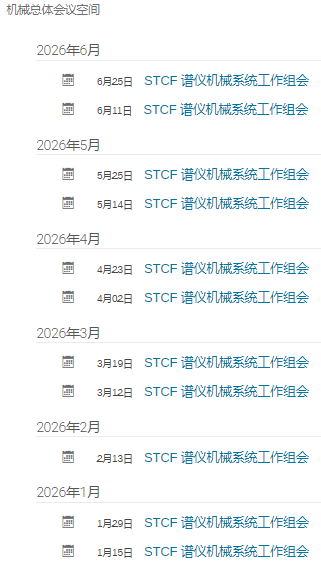 机械总体会议空间
2026年6月
6月25日 STCF 谱仪机械系统工作组会
6月11日 STCF 谱仪机械系统工作组会
2026年5月
5月25日 STCF 谱仪机械系统工作组会
5月14日 STCF 谱仪机械系统工作组会
2026年4月
4月23日 STCF 谱仪机械系统工作组会
4月02日 STCF 谱仪机械系统工作组会
2026年3月
3月19日 STCF 谱仪机械系统工作组会
3月12日 STCF 谱仪机械系统工作组会
2026年2月
2月13日 STCF 谱仪机械系统工作组会
2026年1月
1月29日 STCF 谱仪机械系统工作组会
1月15日 STCF 谱仪机械系统工作组会